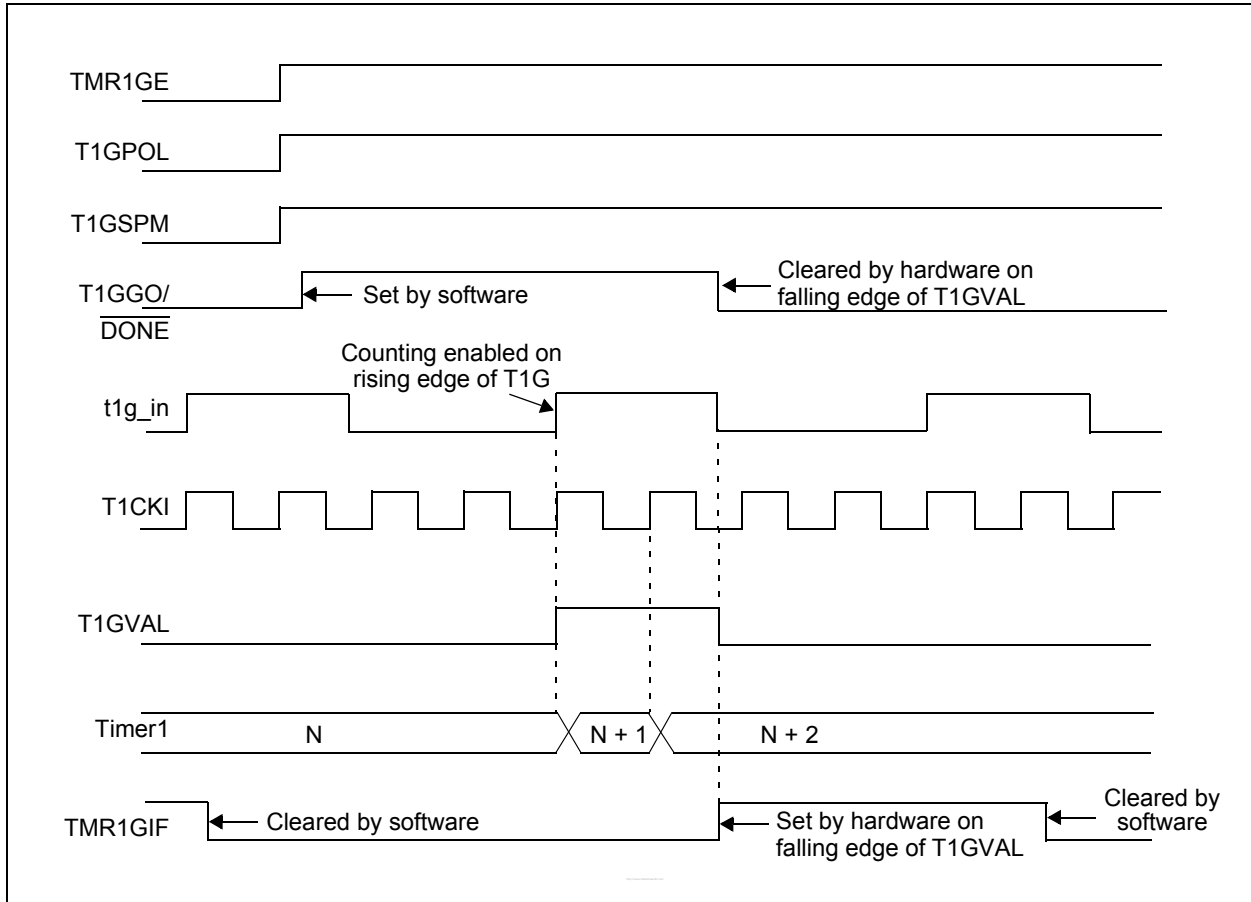 TMR1GE
T1GPOL
T1GSPM
T1GGO/
DONE
Set by software
Cleared by hardware on
falling edge of T1GVAL
Counting enabled on
rising edge of T1G
t1g_in
T1CKI
T1GVAL
Timer1
N
N + 1
N + 2
TMR1GIF
Cleared by software
Set by hardware on
falling edge of T1GVAL
Cleared by
software